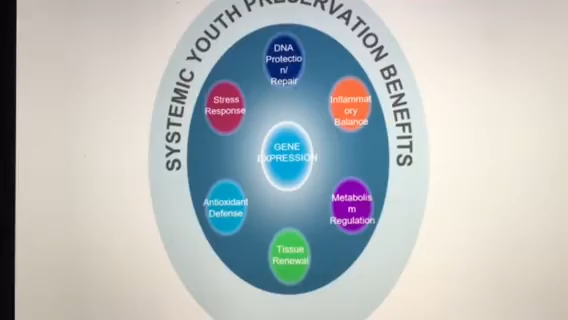 SYSTEMIC YOUTH PRESERVATION BENEFITS
DNA
Protectio
n/
Repair
Stress
Response
Inflammat
ory
Balance
GENE
EXPRESSION
Antioxidant
Defense
Metabolis
m
Regulation
Tissue
Renewal